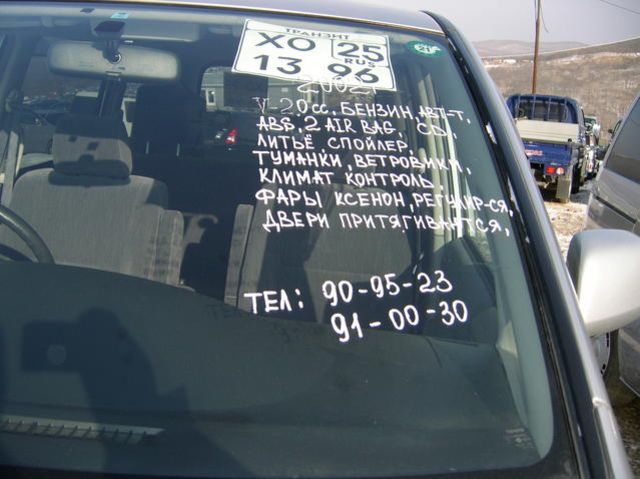 ТРАНЗИТ
ХО 25
RUS
13 96
2002г
V-2.0cc, БЕНЗИН, АВТ-Т,
ABS, 2 AIR BAG, CD,
ЛИТЬЁ, СПОЙЛЕР,
ТУМАНКИ, ВЕТРОВИКИ,
КЛИМАТ КОНТРОЛЬ,
ФАРЫ КСЕНОН, РЕГУЛИР-СЯ,
ДВЕРИ ПРИТЯГИВАЮТСЯ,
ТЕЛ: 90-95-23
91-00-30